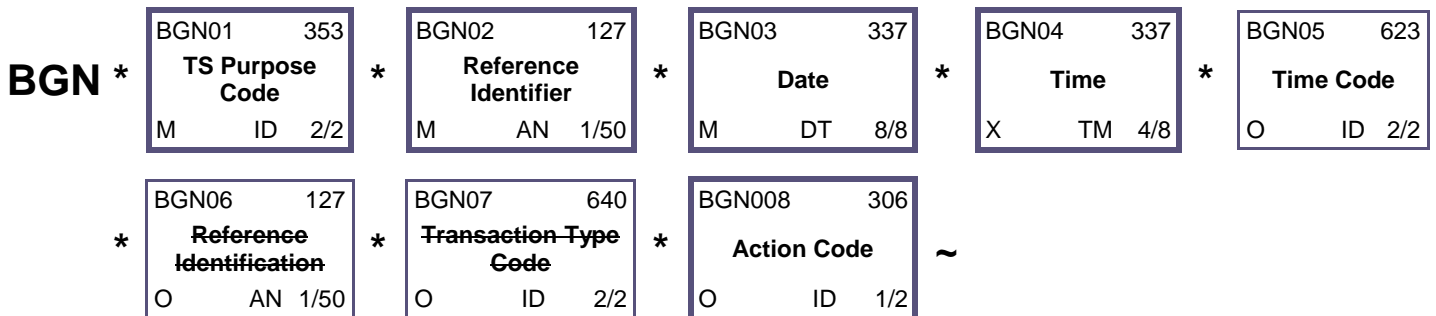 BGN01 353 BGN02 127 BGN03 337 BGN04 337 BGN05 623
BGN * TS Purpose Code * Reference Identifier * Date * Time * Time Code
M ID 2/2 M AN 1/50 M DT 8/8 X TM 4/8 O ID 2/2
BGN06 127 BGN07 640 BGN008 306
* Reference Identification * Transaction Type Code * Action Code ~
O AN 1/50 O ID 2/2 O ID 1/2